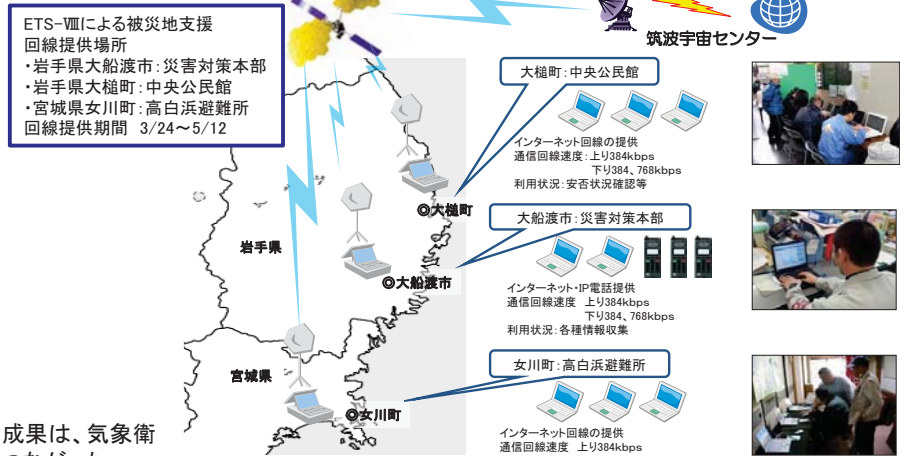 ETS-Ⅷによる被災地支援
回線提供場所
・岩手県大船渡市：災害対策本部
・岩手県大槌町：中央公民館
・宮城県女川町：高白浜避難所
回線提供期間　3/24～5/12
筑波宇宙センター
大槌町：中央公民館
インターネット回線の提供
通信回線速度：上り384kbps
下り384、768kbps
利用状況：安否状況確認等
◎大槌町
大船渡市：災害対策本部
岩手県
◎大船渡市
インターネット・IP電話提供
通信回線速度　上り384kbps
下り384、768kbps
利用状況：各種情報収集
女川町：高白浜避難所
宮城県
◎女川町
インターネット回線の提供
通信回線速度　上り384kbps
成果は、気象衛